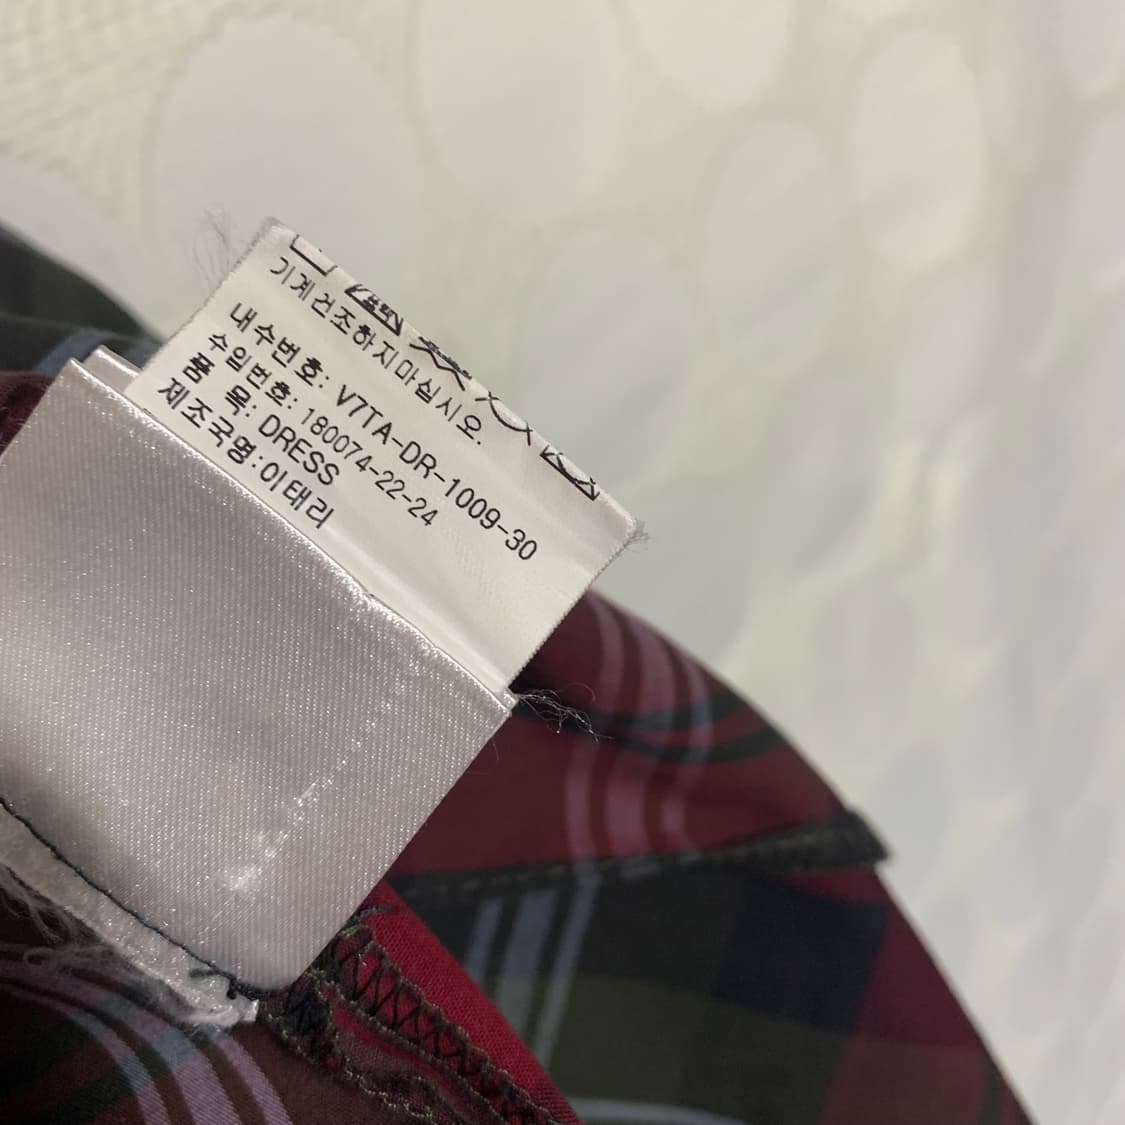 기계건조하지마십시오.
내수번호: V7TA-DR-1009-30
수입번호: 180074-22-24
품 목: DRESS
제조국명:이태리